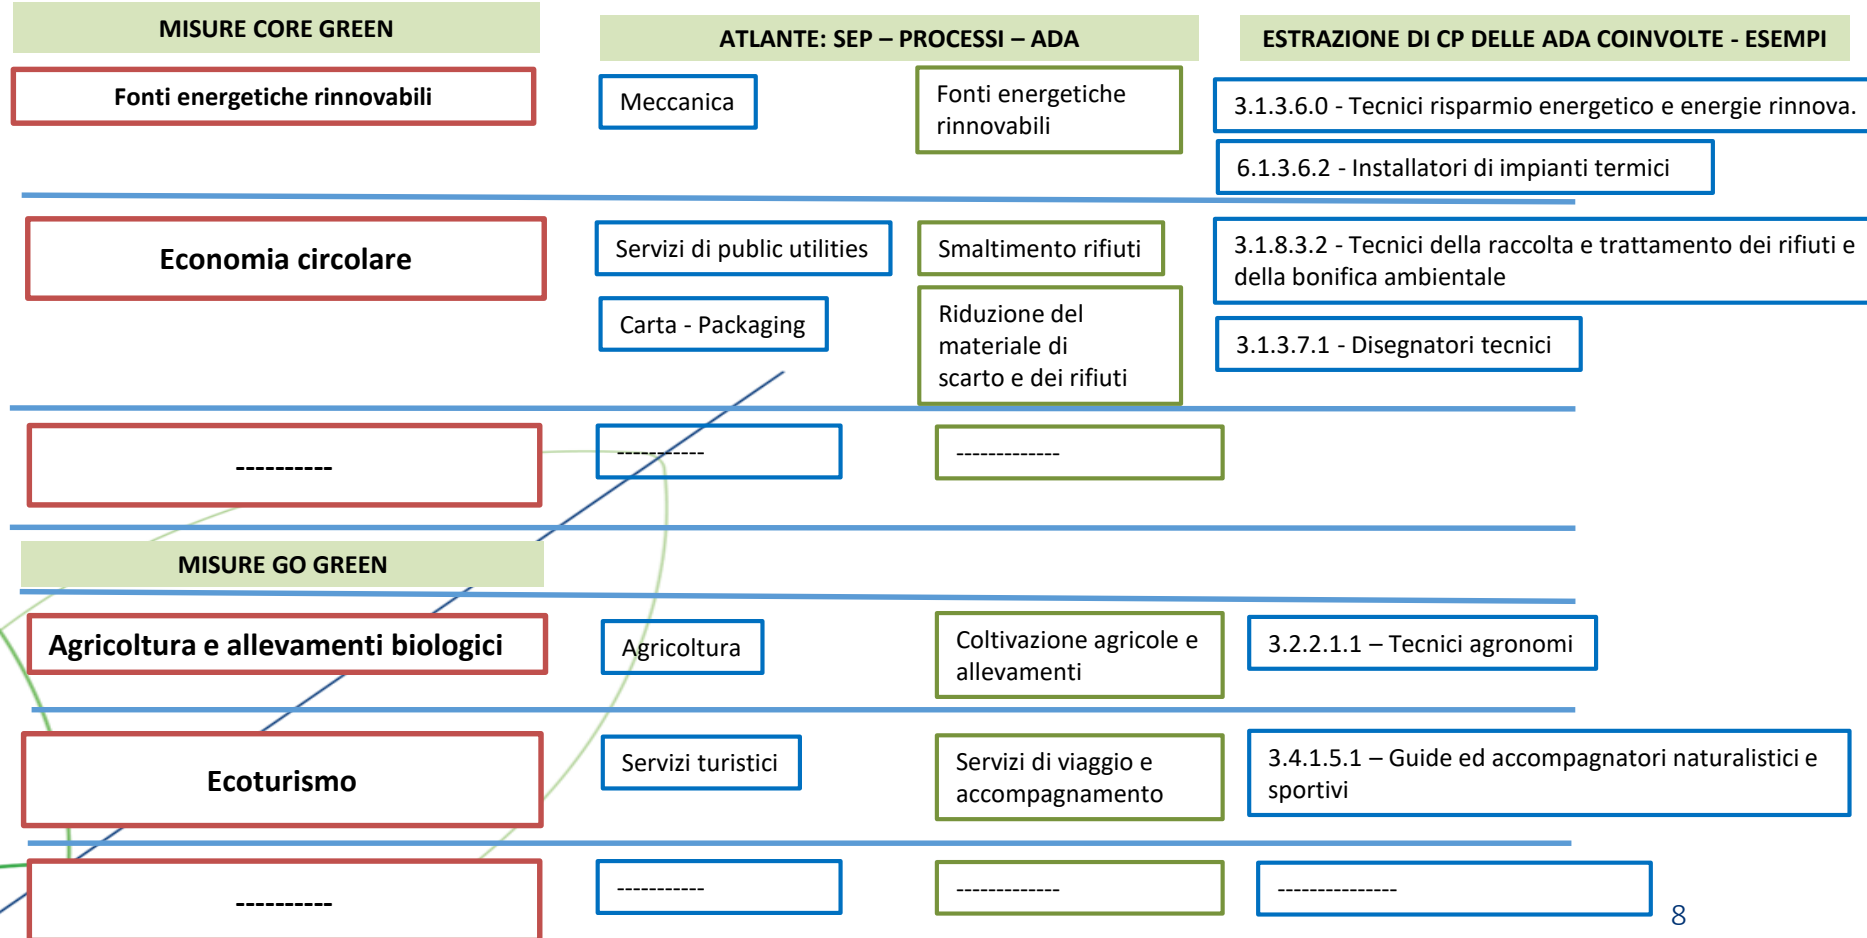 MISURE CORE GREEN
ATLANTE: SEP – PROCESSI – ADA
ESTRAZIONE DI CP DELLE ADA COINVOLTE - ESEMPI
Fonti energetiche rinnovabili
Meccanica
Fonti energetiche
rinnovabili
3.1.3.6.0 - Tecnici risparmio energetico e energie rinnova.
6.1.3.6.2 - Installatori di impianti termici
Economia circolare
Servizi di public utilities
Smaltimento rifiuti
3.1.8.3.2 - Tecnici della raccolta e trattamento dei rifiuti e
della bonifica ambientale
Carta - Packaging
Riduzione del
materiale di
scarto e dei rifiuti
3.1.3.7.1 - Disegnatori tecnici
----------
------------
-------------
MISURE GO GREEN
Agricoltura e allevamenti biologici
Agricoltura
Coltivazione agricole e
allevamenti
3.2.2.1.1 – Tecnici agronomi
Ecoturismo
Servizi turistici
Servizi di viaggio e
accompagnamento
3.4.1.5.1 – Guide ed accompagnatori naturalistici e
sportivi
----------
-----------
-------------
---------------
8